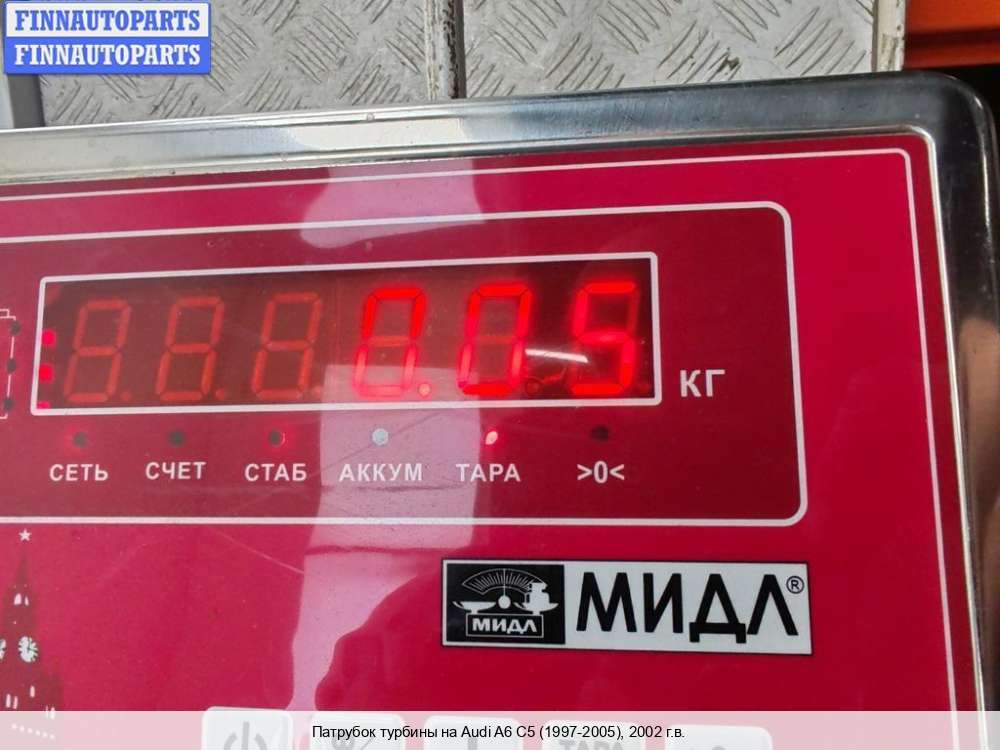 FINNAUTOPARTS
FINNAUTOPARTS
0.05 КГ
СЕТЬ СЧЕТ СТАБ АККУМ ТАРА >0<
МИДЛ МИДЛ®
ТАРА
Патрубок турбины на Audi A6 C5 (1997-2005), 2002 г.в.